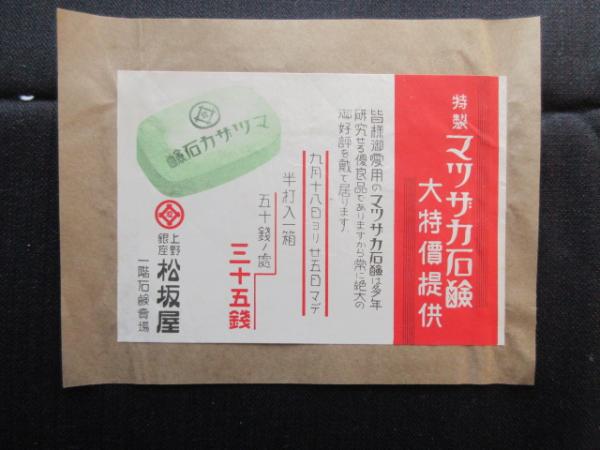 特製
マツザカ石鹸
大特價提供
皆様御愛用のマツザカ石鹸は多年
研究せる優良品でありますから常に絶大の
御好評を戴て居ります
九月十八日ヨリ廿五日マデ
半打入一箱
五十錢ノ處
三十五錢
マツザカ石鹸
上野
銀座
松坂屋
一階石鹸賣場